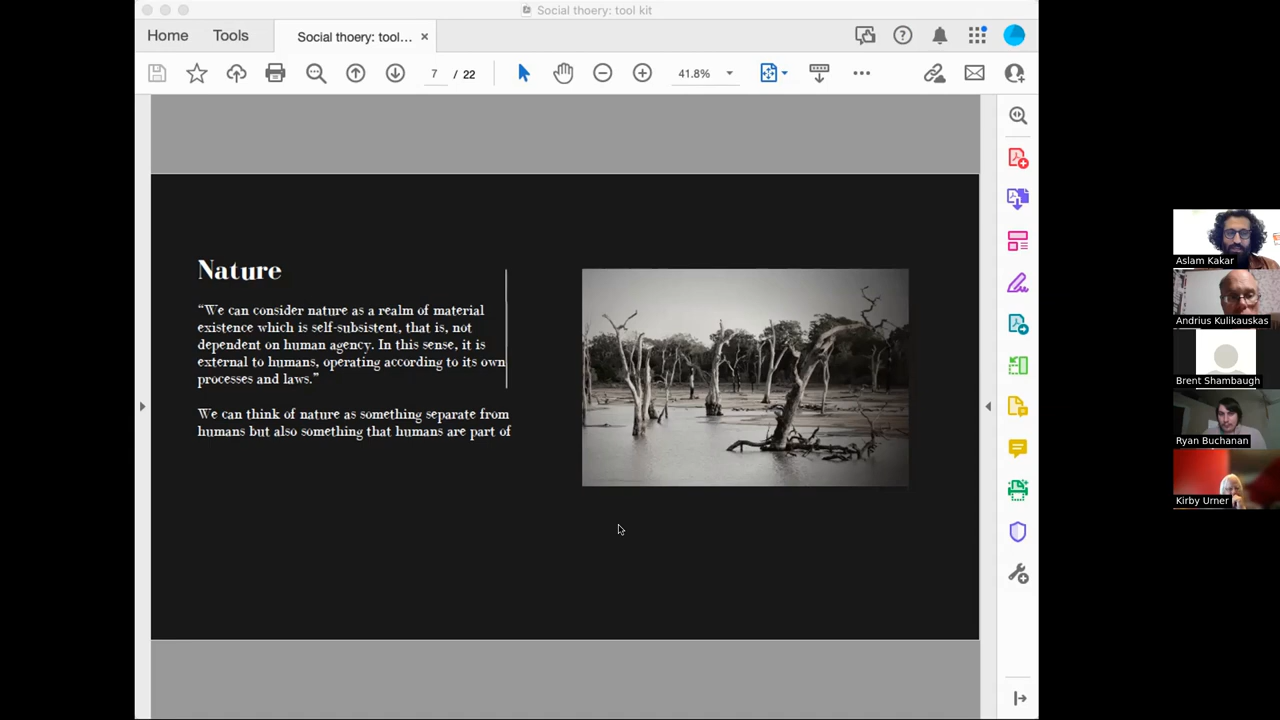 Social thoery: tool kit
Home
Tools
Social thoery: tool...
7 / 22
41.8%
Nature
“We can consider nature as a realm of material
existence which is self-subsistent, that is, not
dependent on human agency. In this sense, it is
external to humans, operating according to its own
processes and laws.”
We can think of nature as something separate from
humans but also something that humans are part of
Aslam Kakar
Andrius Kulikauskas
Brent Shambaugh
Ryan Buchanan
Kirby Urner